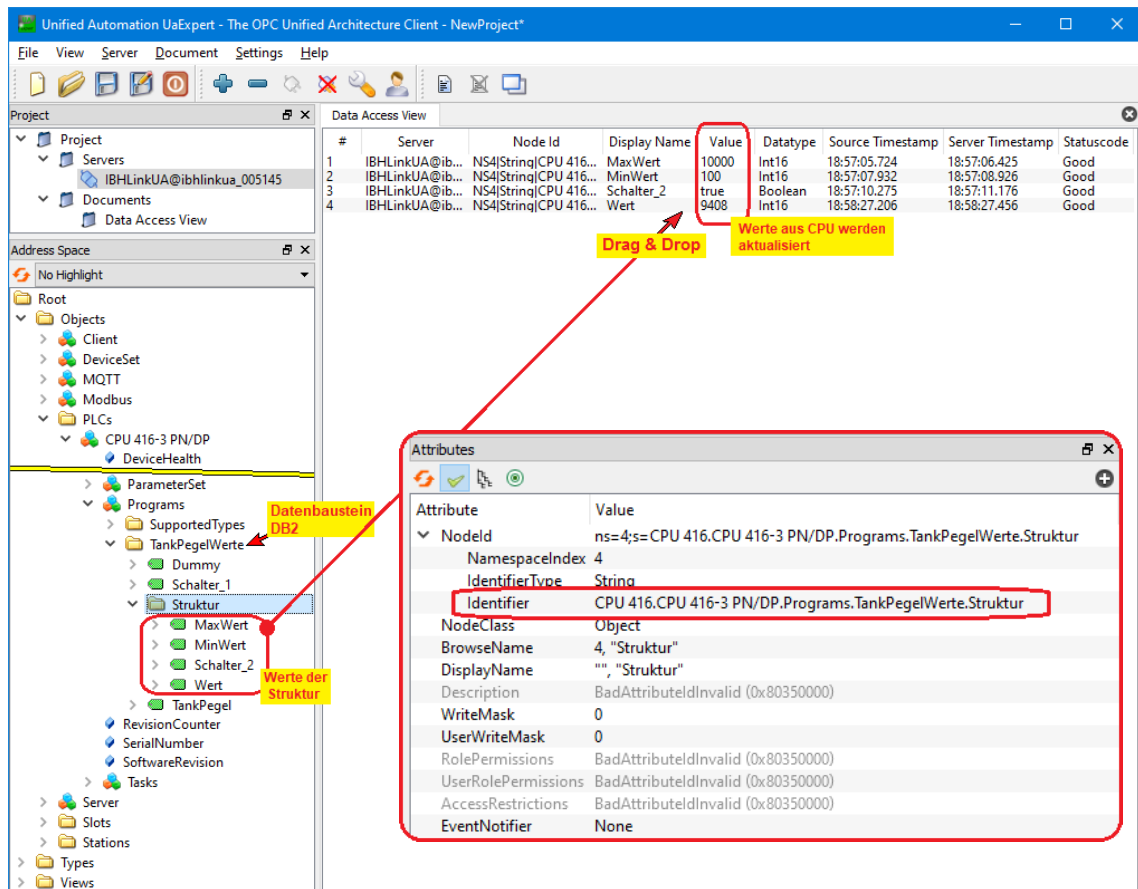 Unified Automation UaExpert - The OPC Unified Architecture Client - NewProject*
File View Server Document Settings Help
Project
Project
Servers
IBHLinkUA@ibhlinkua_005145
Documents
Data Access View
Address Space
No Highlight
Root
Objects
Client
DeviceSet
MQTT
Modbus
PLCs
CPU 416-3 PN/DP
DeviceHealth
ParameterSet
Programs
SupportedTypes
TankPegelWerte
Dummy
Schalter_1
Struktur
MaxWert
MinWert
Schalter_2
Wert
TankPegel
RevisionCounter
SerialNumber
SoftwareRevision
Tasks
Server
Slots
Stations
Types
Views
Datenbaustein
DB2
Werte der
Struktur
Data Access View
# Server Node Id Display Name Value Datatype Source Timestamp Server Timestamp Statuscode
1 IBHLinkUA@ib... NS4|String|CPU 416... MaxWert 10000 Int16 18:57:05.724 18:57:06.425 Good
2 IBHLinkUA@ib... NS4|String|CPU 416... MinWert 100 Int16 18:57:07.932 18:57:08.926 Good
3 IBHLinkUA@ib... NS4|String|CPU 416... Schalter_2 true Boolean 18:57:10.275 18:57:11.176 Good
4 IBHLinkUA@ib... NS4|String|CPU 416... Wert 9408 Int16 18:58:27.206 18:58:27.456 Good
Drag & Drop
Werte aus CPU werden
aktualisiert
Attributes
Attribute Value
NodeId ns=4;s=CPU 416.CPU 416-3 PN/DP.Programs.TankPegelWerte.Struktur
NamespaceIndex 4
IdentifierType String
Identifier CPU 416.CPU 416-3 PN/DP.Programs.TankPegelWerte.Struktur
NodeClass Object
BrowseName 4, "Struktur"
DisplayName "", "Struktur"
Description BadAttributeIdInvalid (0x80350000)
WriteMask 0
UserWriteMask 0
RolePermissions BadAttributeIdInvalid (0x80350000)
UserRolePermissions BadAttributeIdInvalid (0x80350000)
AccessRestrictions BadAttributeIdInvalid (0x80350000)
EventNotifier None